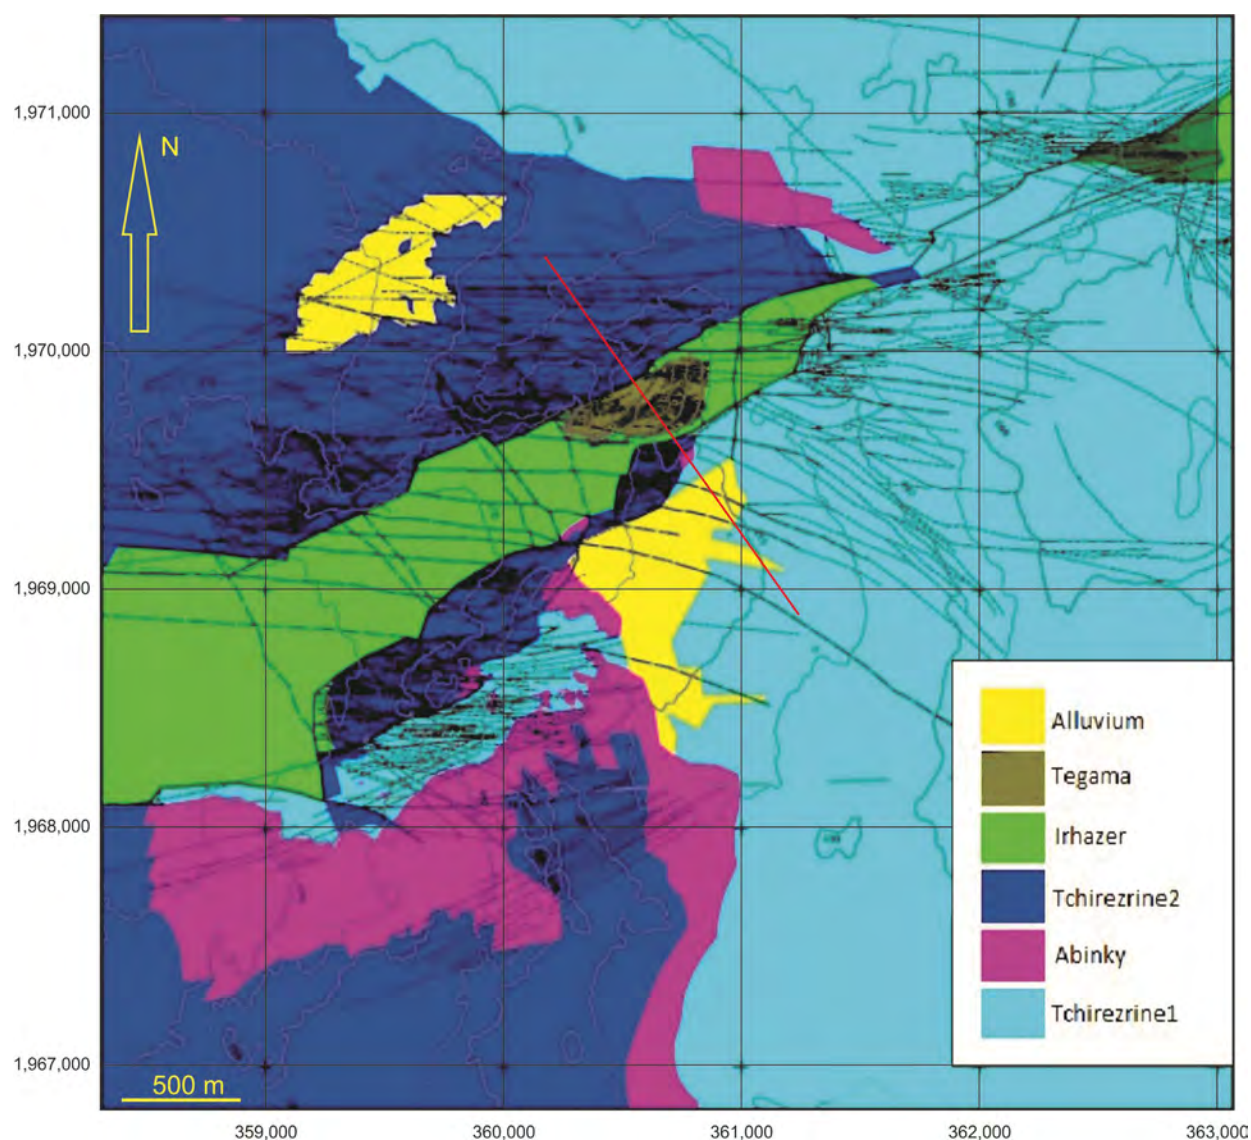 1,971,000
N
1,970,000
1,969,000
Alluvium
Tegama
Irhazer
1,968,000
Tchirezrine2
Abinky
Tchirezrine1
1,967,000
500 m
359,000
360,000
361,000
362,000
363,000